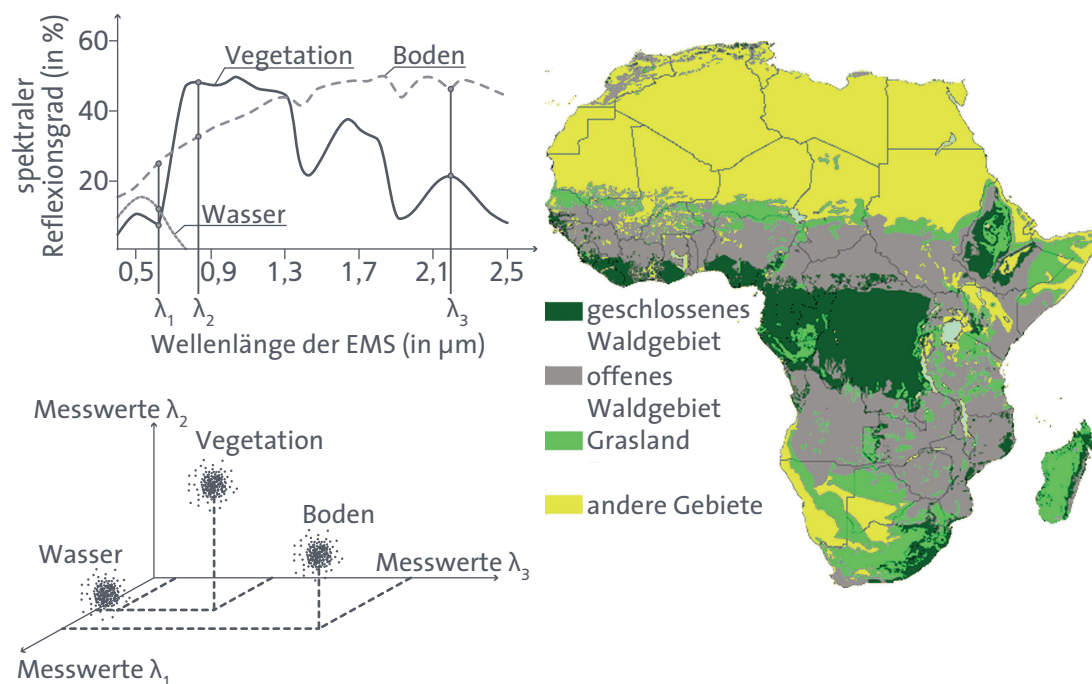 spektraler
Reflexionsgrad (in %)
60
40
20
Vegetation
Boden
Wasser
0,5 0,9 1,3 1,7 2,1 2,5
λ1 λ2 λ3
Wellenlänge der EMS (in µm)
Messwerte λ2
Vegetation
Boden
Wasser
Messwerte λ3
Messwerte λ1
geschlossenes
Waldgebiet
offenes
Waldgebiet
Grasland
andere Gebiete